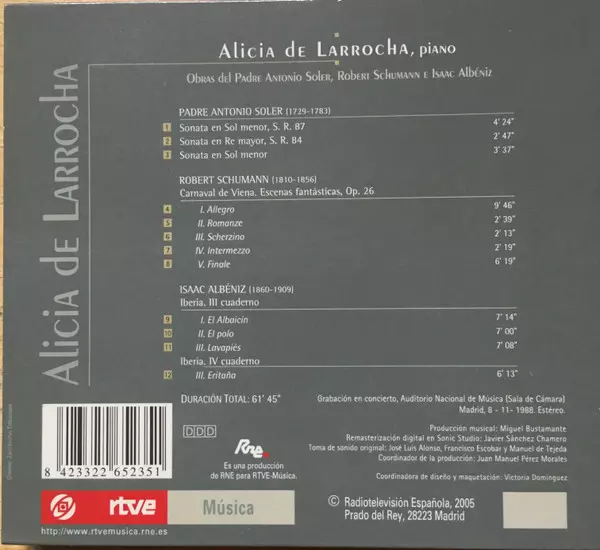 Alicia de Larrocha, piano
Obras del Padre Antonio Soler, Robert Schumann e Isaac Albéniz
PADRE ANTONIO SOLER (1729-1783)
1 Sonata en Sol menor, S. R. 87 4' 24"
2 Sonata en Re mayor, S. R. 84 2' 47"
3 Sonata en Sol menor 3' 37"
ROBERT SCHUMANN (1810-1856)
Carnaval de Viena. Escenas fantásticas, Op. 26
4 I. Allegro 9' 46"
5 II. Romanze 2' 39"
6 III. Scherzino 2' 13"
7 IV. Intermezzo 2' 19"
8 V. Finale 6' 19"
ISAAC ALBÉNIZ (1860-1909)
Iberia. III cuaderno
9 I. El Albaicín 7' 14"
10 II. El polo 7' 00"
11 III. Lavapiés 7' 08"
Iberia. IV cuaderno
12 III. Eritaña 6' 13"
Duración Total: 61' 45"
Grabación en concierto, Auditorio Nacional de Música (Sala de Cámara)
Madrid, 8 - 11 - 1988. Estéreo.
Producción musical: Miguel Bustamante
Remasterización digital en Sonic Studio: Javier Sánchez Chamero
Toma de sonido original: José Luis Alonso, Francisco Escobar y Manuel de Tejeda
Coordinador de la producción: Juan Manuel Pérez Morales
Coordinadora de diseño y maquetación: Victoria Domínguez
DDD
Rne
Es una producción
de RNE para RTVE-Música.
8 423322 652351
rtve Música
http://www.rtvemusica.rne.es
© Radiotelevisión Española, 2005
Prado del Rey, 28223 Madrid
Alicia de Larrocha